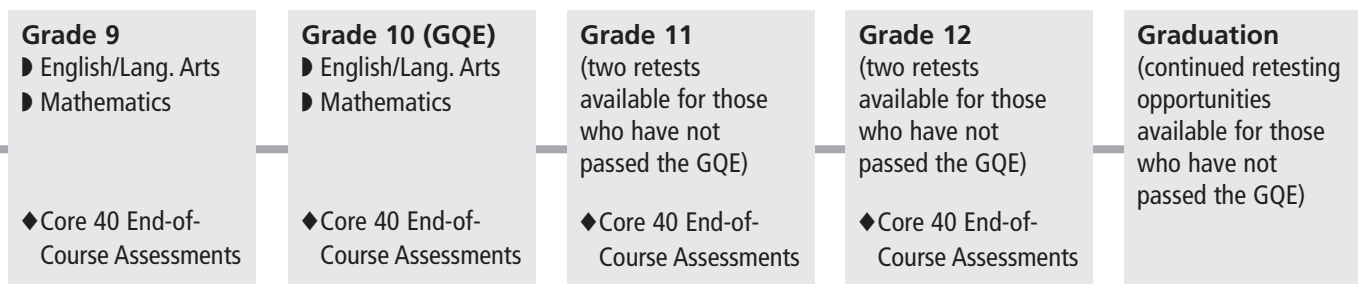 Grade 9
◗ English/Lang. Arts
◗ Mathematics
◆Core 40 End-of-
Course Assessments
Grade 10 (GQE)
◗ English/Lang. Arts
◗ Mathematics
◆Core 40 End-of-
Course Assessments
Grade 11
(two retests
available for those
who have not
passed the GQE)
◆Core 40 End-of-
Course Assessments
Grade 12
(two retests
available for those
who have not
passed the GQE)
◆Core 40 End-of-
Course Assessments
Graduation
(continued retesting
opportunities
available for those
who have not
passed the GQE)